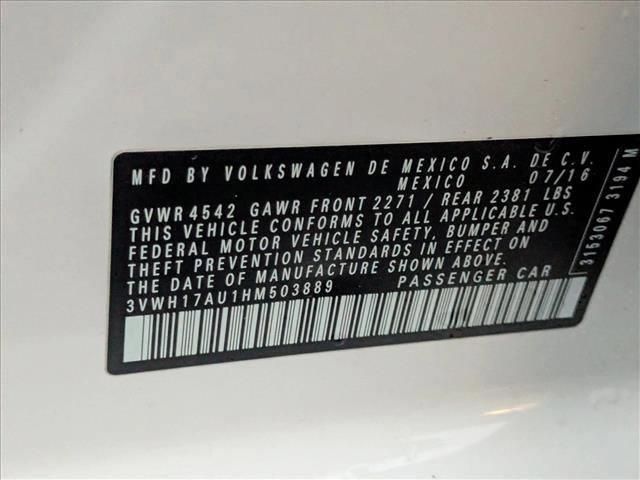 MFD BY VOLKSWAGEN DE MEXICO S.A. DE C.V.
MEXICO 07/16
GVWR 4542 GAWR FRONT 2271 / REAR 2381 LBS
THIS VEHICLE CONFORMS TO ALL APPLICABLE U.S.
FEDERAL MOTOR VEHICLE SAFETY, BUMPER AND
THEFT PREVENTION STANDARDS IN EFFECT ON
THE DATE OF MANUFACTURE SHOWN ABOVE.
3VWH17AU1HM503889 PASSENGER CAR
3153067 3194 M